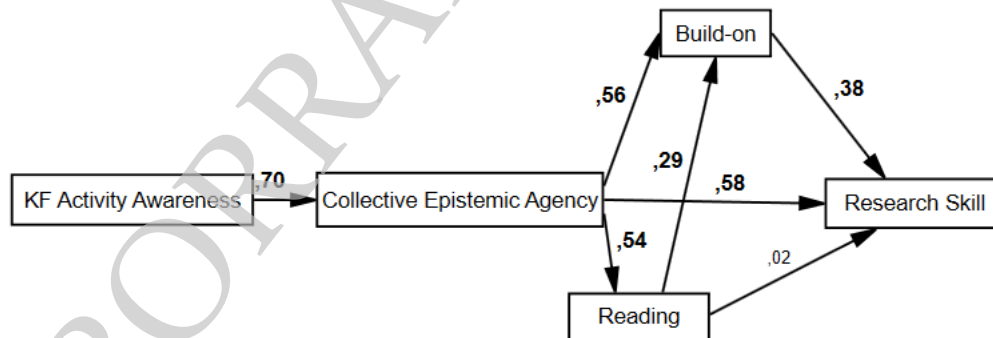 Build-on
,56
,38
,70
,29
,58
KF Activity Awareness
Collective Epistemic Agency
Research Skill
,54
,02
Reading